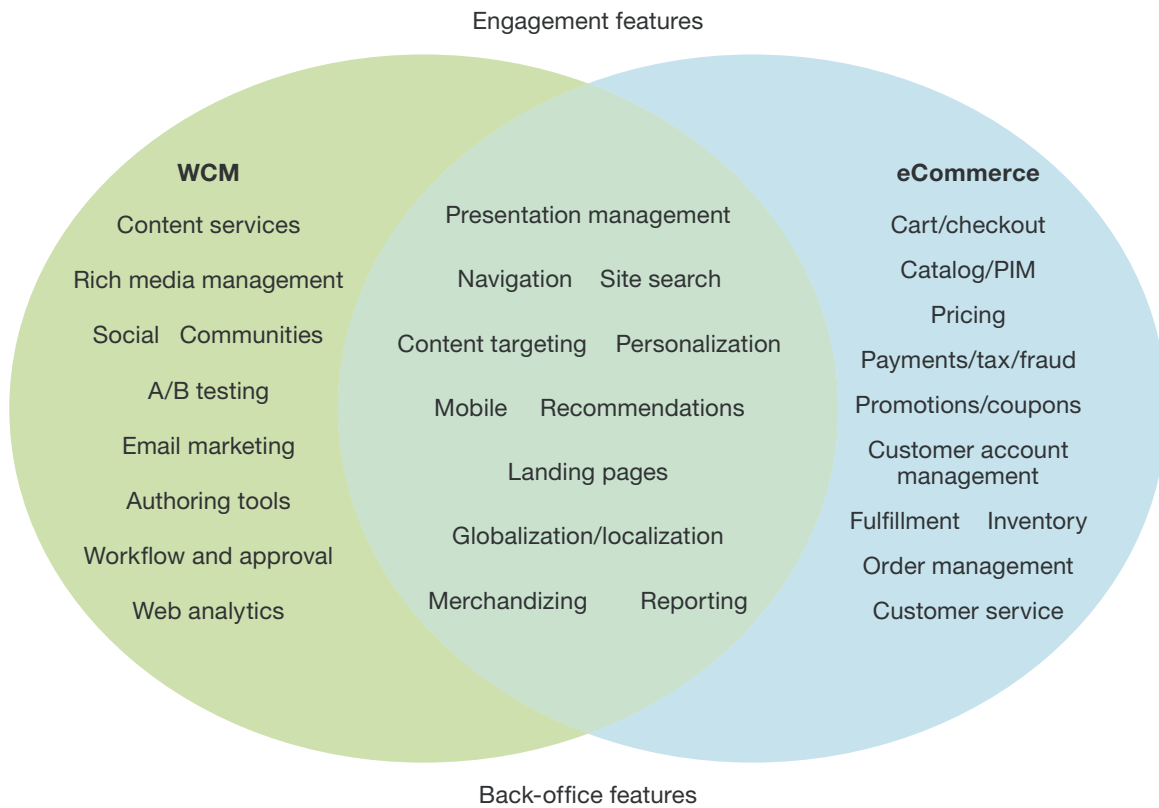 Engagement features
WCM
Content services
Rich media management
Social Communities
A/B testing
Email marketing
Authoring tools
Workflow and approval
Web analytics
Presentation management
Navigation Site search
Content targeting Personalization
Mobile Recommendations
Landing pages
Globalization/localization
Merchandizing Reporting
eCommerce
Cart/checkout
Catalog/PIM
Pricing
Payments/tax/fraud
Promotions/coupons
Customer account
management
Fulfillment Inventory
Order management
Customer service
Back-office features